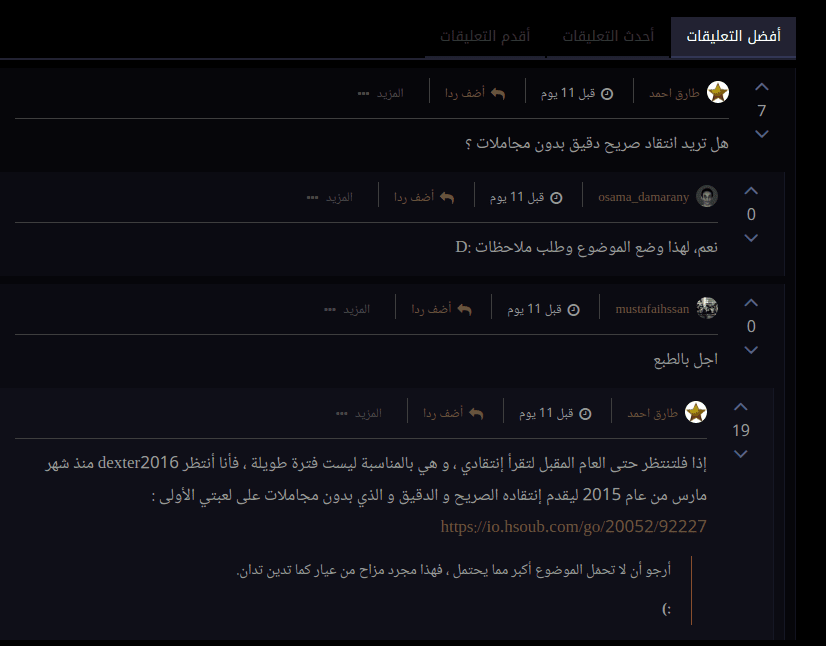 أفضل التعليقات
أحدث التعليقات
أقدم التعليقات
طارق احمد
قبل 11 يوم
أضف ردا
المزيد
7
هل تريد انتقاد صريح دقيق بدون مجاملات ؟
osama_damarany
قبل 11 يوم
أضف ردا
المزيد
0
نعم، لهذا وضع الموضوع وطلب ملاحظات :D
mustafaihssan
قبل 11 يوم
أضف ردا
المزيد
0
اجل بالطبع
طارق احمد
قبل 11 يوم
أضف ردا
المزيد
19
إذا فلتنتظر حتى العام المقبل لتقرأ إنتقادي ، و هي بالمناسبة ليست فترة طويلة ، فأنا أنتظر dexter2016 منذ شهر
مارس من عام 2015 ليقدم إنتقاده الصريح و الدقيق و الذي بدون مجاملات على لعبتي الأولى :
https://io.hsoub.com/go/20052/92227
أرجو أن لا تحمل الموضوع أكبر مما يحتمل ، فهذا مجرد مزاح من عيار كما تدين تدان.
:)